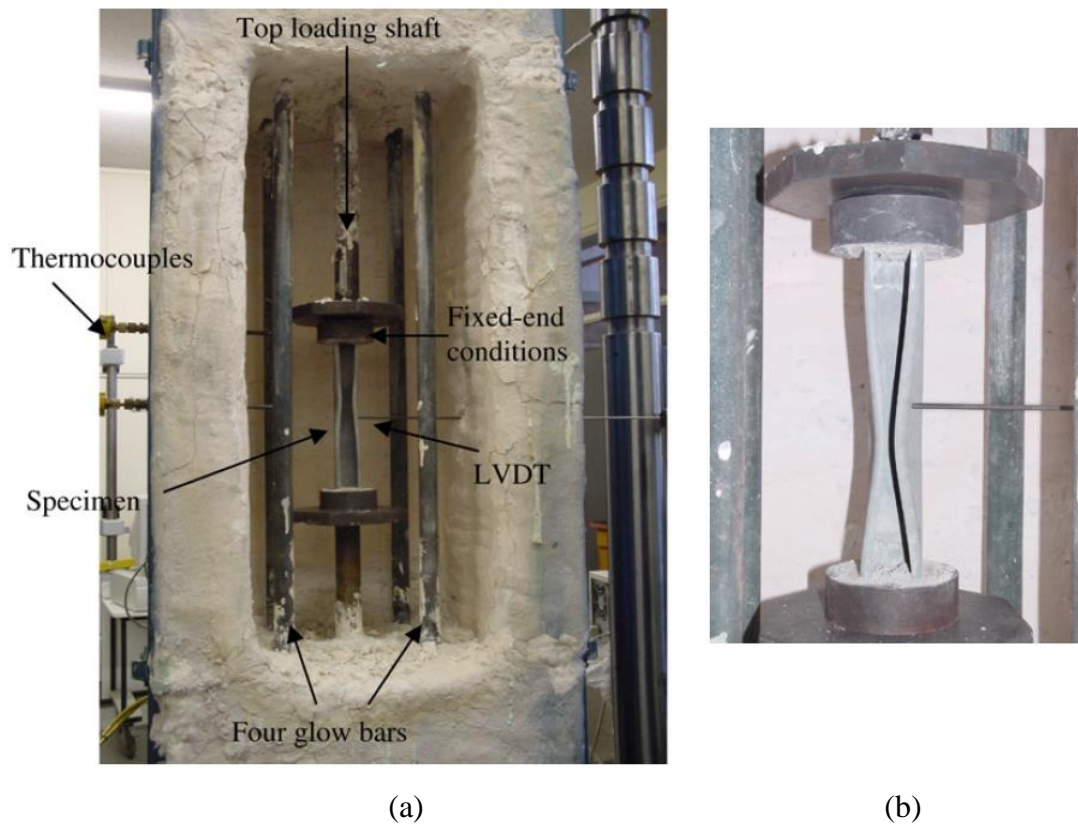 Top loading shaft
Thermocouples
Fixed-end
conditions
Specimen
LVDT
Four glow bars
(a)
(b)